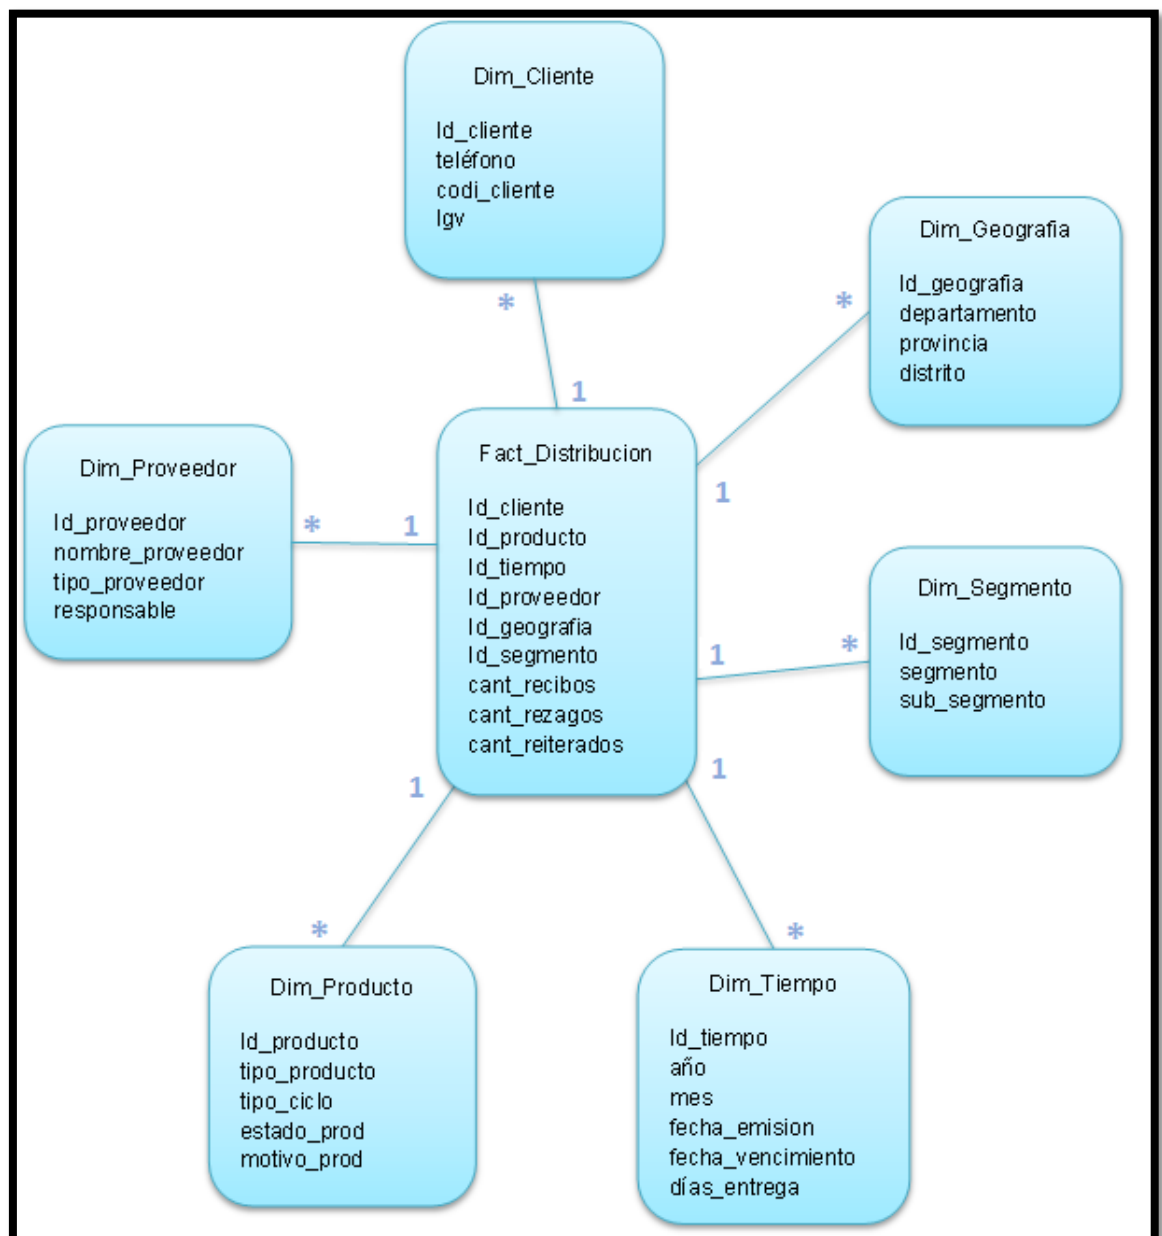 Dim_Cliente
Id_cliente
teléfono
codi_cliente
Igv
*
1
Dim_Geografia
Id_geografia
departamento
provincia
distrito
*
1
Dim_Proveedor
Id_proveedor
nombre_proveedor
tipo_proveedor
responsable
*
1
Fact_Distribucion
Id_cliente
Id_producto
Id_tiempo
Id_proveedor
Id_geografia
Id_segmento
cant_recibos
cant_rezagos
cant_reiterados
Dim_Segmento
Id_segmento
segmento
sub_segmento
1
*
1
*
Dim_Producto
Id_producto
tipo_producto
tipo_ciclo
estado_prod
motivo_prod
1
*
Dim_Tiempo
Id_tiempo
año
mes
fecha_emision
fecha_vencimiento
días_entrega